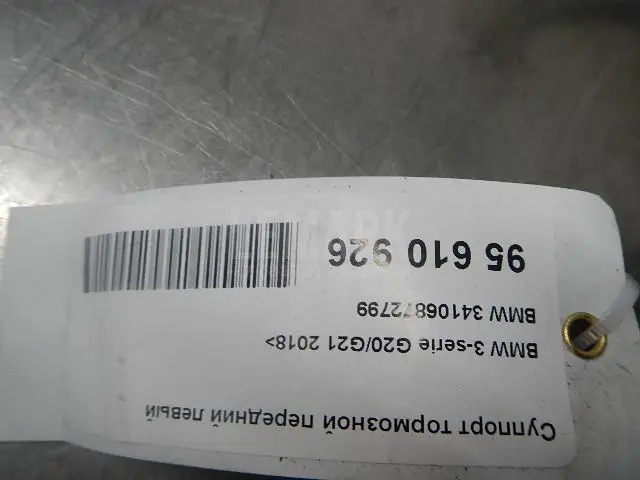 Суппорт тормозной передний левый
BMW 3-serie G20/G21 2018>
BMW 34106872799
95 610 926